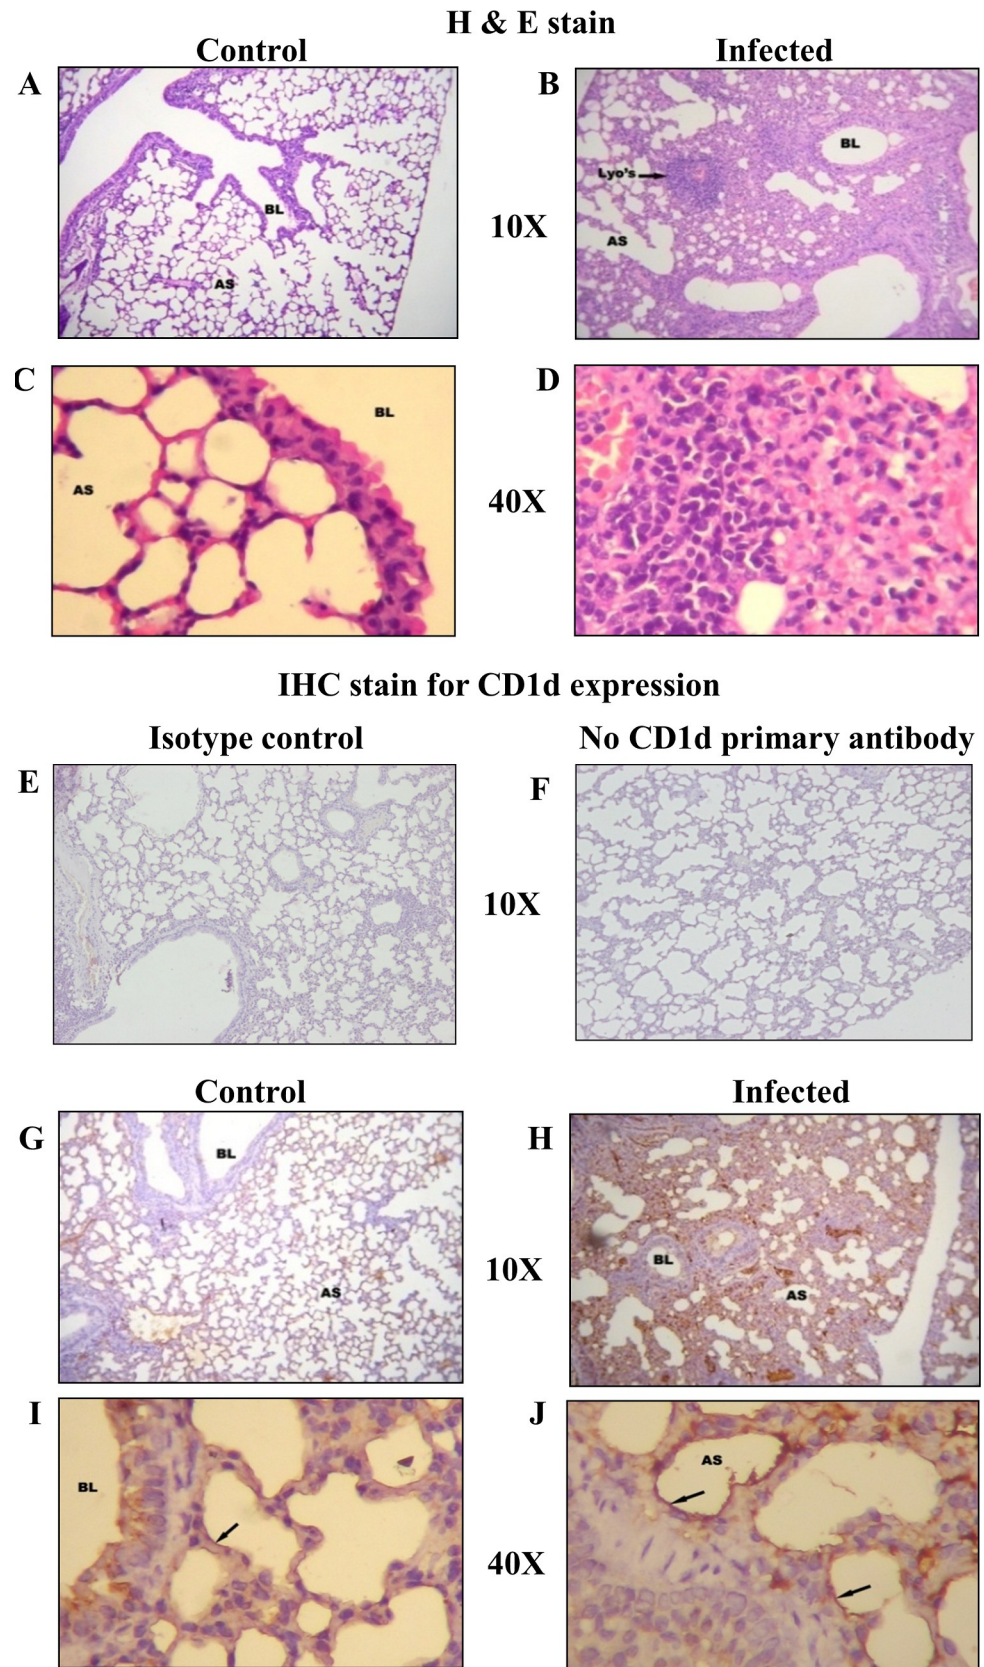 H & E stain
Control Infected
A B
BL
BL
Lyo's
10X
AS
AS
C D
BL
AS
40X
IHC stain for CD1d expression
Isotype control No CD1d primary antibody
E F
10X
Control Infected
G H
BL
BL
10X
AS AS
I J
AS
BL
40X